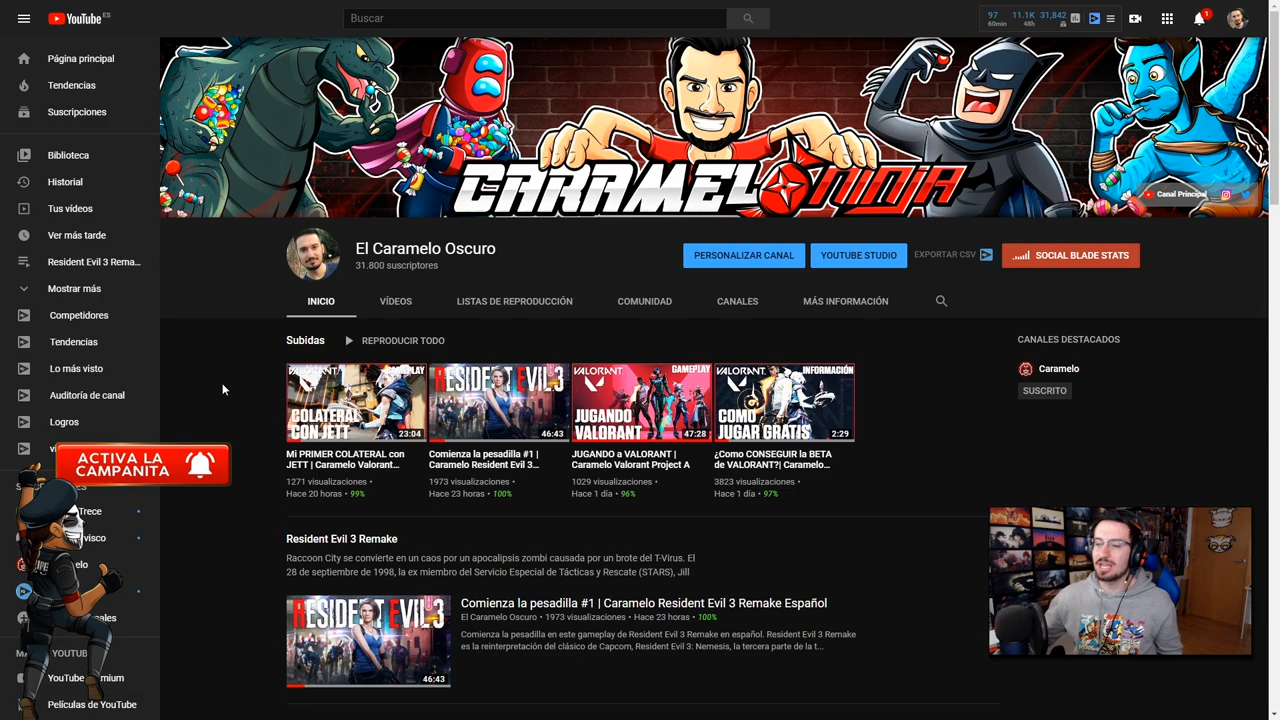 YouTube ES
Buscar
97
60min
11.1K
48h
31,842
1
Página principal
Tendencias
Suscripciones
Biblioteca
Historial
Tus vídeos
Ver más tarde
Resident Evil 3 Rema...
Mostrar más
Competidores
Tendencias
Lo más visto
Auditoría de canal
Logros
ACTIVA LA
CAMPANITA
Trece
visco
YouTube Premium
Películas de YouTube
CARAMELO NINJA
Canal Principal
El Caramelo Oscuro
31.800 suscriptores
PERSONALIZAR CANAL
YOUTUBE STUDIO
EXPORTAR CSV
SOCIAL BLADE STATS
INICIO
VÍDEOS
LISTAS DE REPRODUCCIÓN
COMUNIDAD
CANALES
MÁS INFORMACIÓN
Subidas
REPRODUCIR TODO
VALORANT
GAMEPLAY
COLATERAL
CON JETT
23:04
Mi PRIMER COLATERAL con
JETT | Caramelo Valorant...
1271 visualizaciones •
Hace 20 horas • 99%
RESIDENT EVIL 3
46:43
Comienza la pesadilla #1 |
Caramelo Resident Evil 3...
1973 visualizaciones •
Hace 23 horas • 100%
VALORANT
GAMEPLAY
JUGANDO
VALORANT
47:28
JUGANDO a VALORANT |
Caramelo Valorant Project A
1029 visualizaciones •
Hace 1 día • 96%
VALORANT
INFORMACIÓN
COMO
JUGAR GRATIS
2:29
¿Como CONSEGUIR la BETA
de VALORANT?| Caramelo...
3823 visualizaciones •
Hace 1 día • 97%
CANALES DESTACADOS
Caramelo
SUSCRITO
Resident Evil 3 Remake
Raccoon City se convierte en un caos por un apocalipsis zombi causada por un brote del T-Virus. El
28 de septiembre de 1998, la ex miembro del Servicio Especial de Tácticas y Rescate (STARS), Jill
RESIDENT EVIL 3
46:43
Comienza la pesadilla #1 | Caramelo Resident Evil 3 Remake Español
El Caramelo Oscuro • 1973 visualizaciones • Hace 23 horas • 100%
Comienza la pesadilla en este gameplay de Resident Evil 3 Remake en español. Resident Evil 3: Remake
es la reinterpretación del clásico de Capcom, Resident Evil 3: Nemesis, la tercera parte de la t...